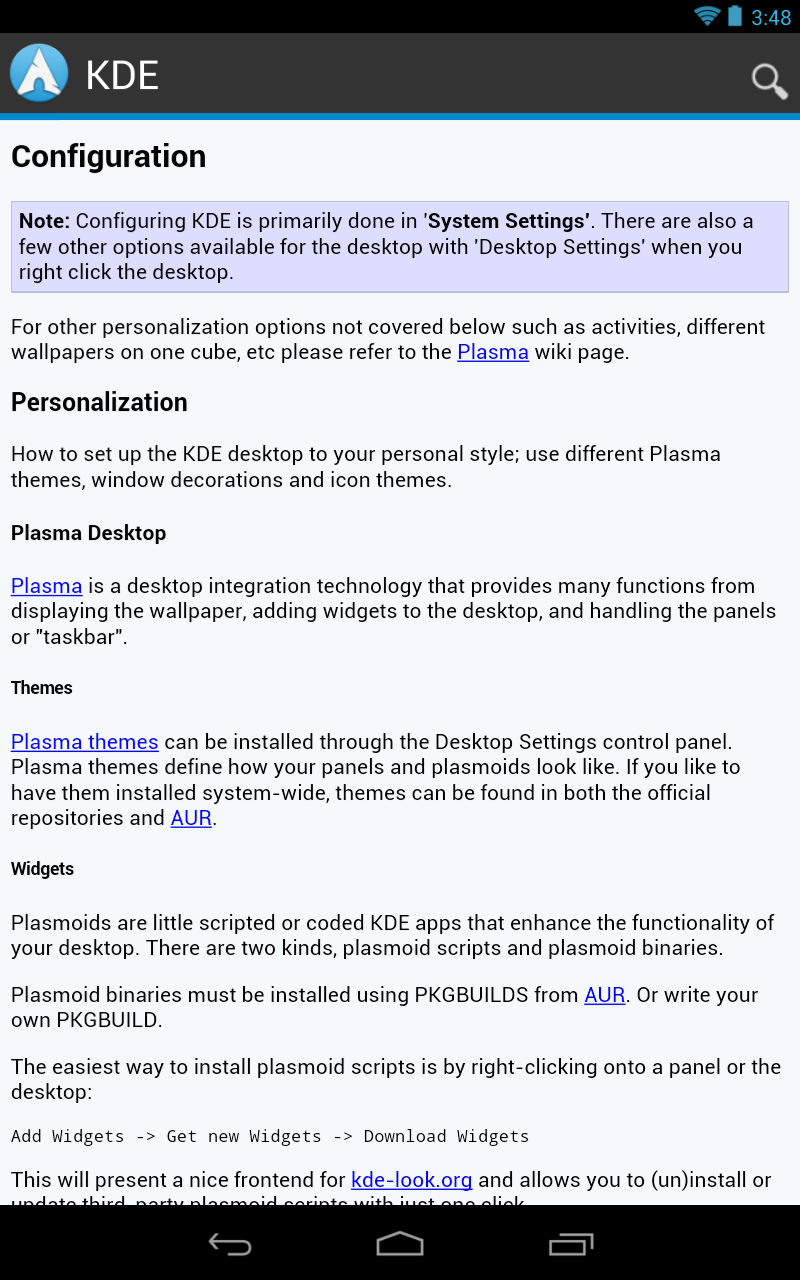 3:48
KDE
Configuration
Note: Configuring KDE is primarily done in 'System Settings'. There are also a
few other options available for the desktop with 'Desktop Settings' when you
right click the desktop.
For other personalization options not covered below such as activities, different
wallpapers on one cube, etc please refer to the Plasma wiki page.
Personalization
How to set up the KDE desktop to your personal style; use different Plasma
themes, window decorations and icon themes.
Plasma Desktop
Plasma is a desktop integration technology that provides many functions from
displaying the wallpaper, adding widgets to the desktop, and handling the panels
or "taskbar".
Themes
Plasma themes can be installed through the Desktop Settings control panel.
Plasma themes define how your panels and plasmoids look like. If you like to
have them installed system-wide, themes can be found in both the official
repositories and AUR.
Widgets
Plasmoids are little scripted or coded KDE apps that enhance the functionality of
your desktop. There are two kinds, plasmoid scripts and plasmoid binaries.
Plasmoid binaries must be installed using PKGBUILDS from AUR. Or write your
own PKGBUILD.
The easiest way to install plasmoid scripts is by right-clicking onto a panel or the
desktop:
Add Widgets -> Get new Widgets -> Download Widgets
This will present a nice frontend for kde-look.org and allows you to (un)install or
update third-party plasmoid scripts with just one click.